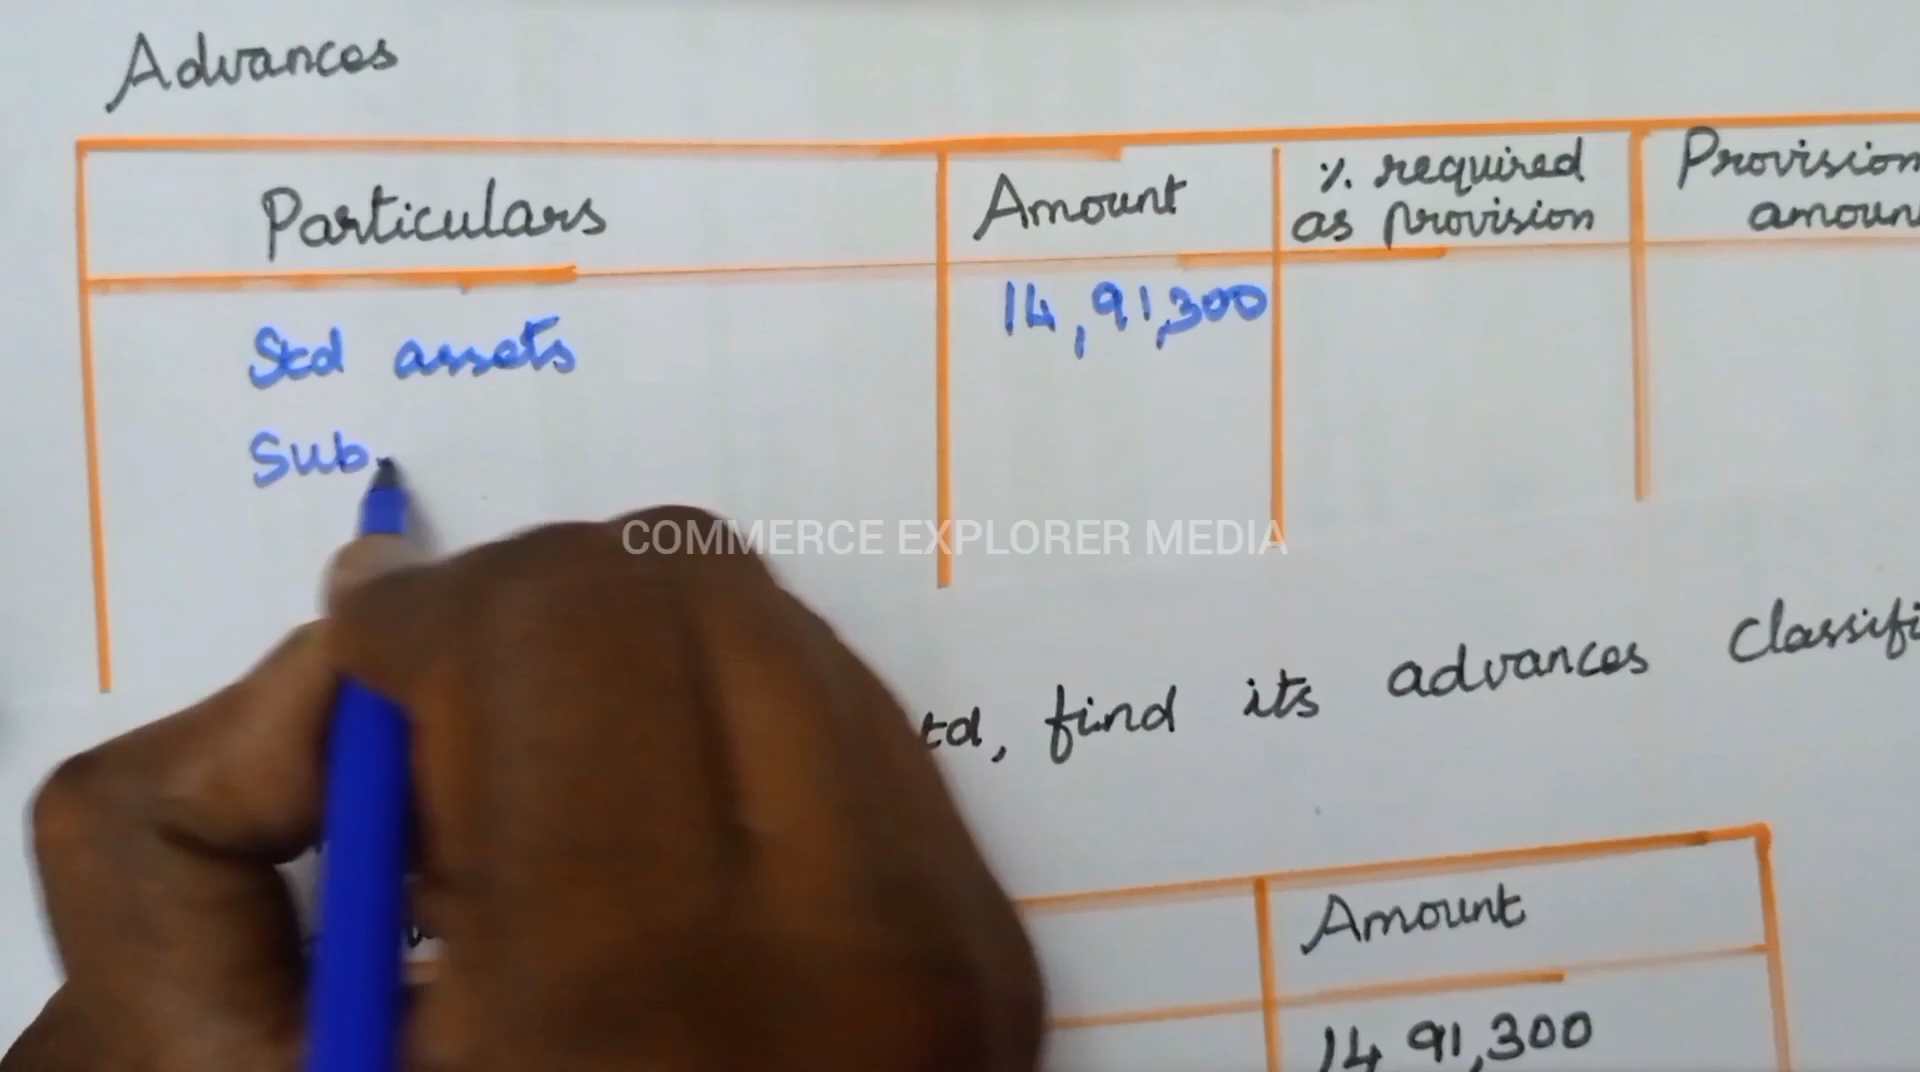 Advances
Particulars
Amount
% required
as provision
Provision
amoun
Std assets
14,91,300
Sub-
COMMERCE EXPLORER MEDIA
td, find its advances classifi
Amount
14 91,300